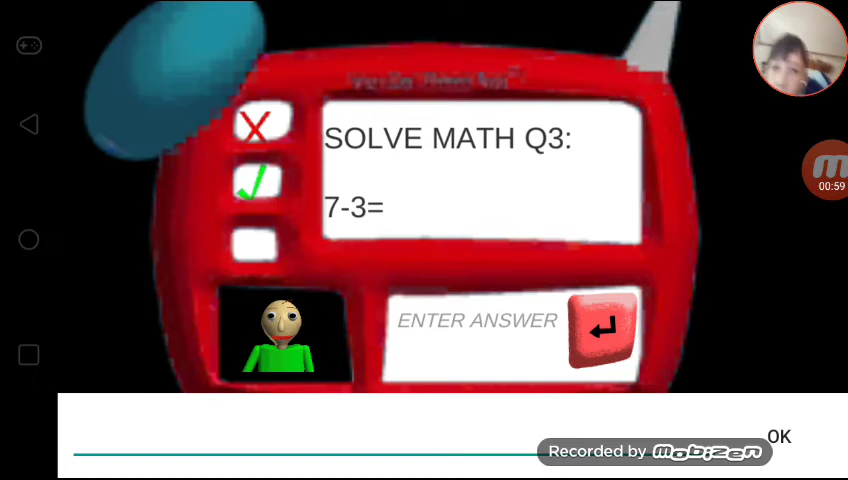 X
SOLVE MATH Q3:
7-3=
ENTER ANSWER
00:59
OK
Recorded by mobizen